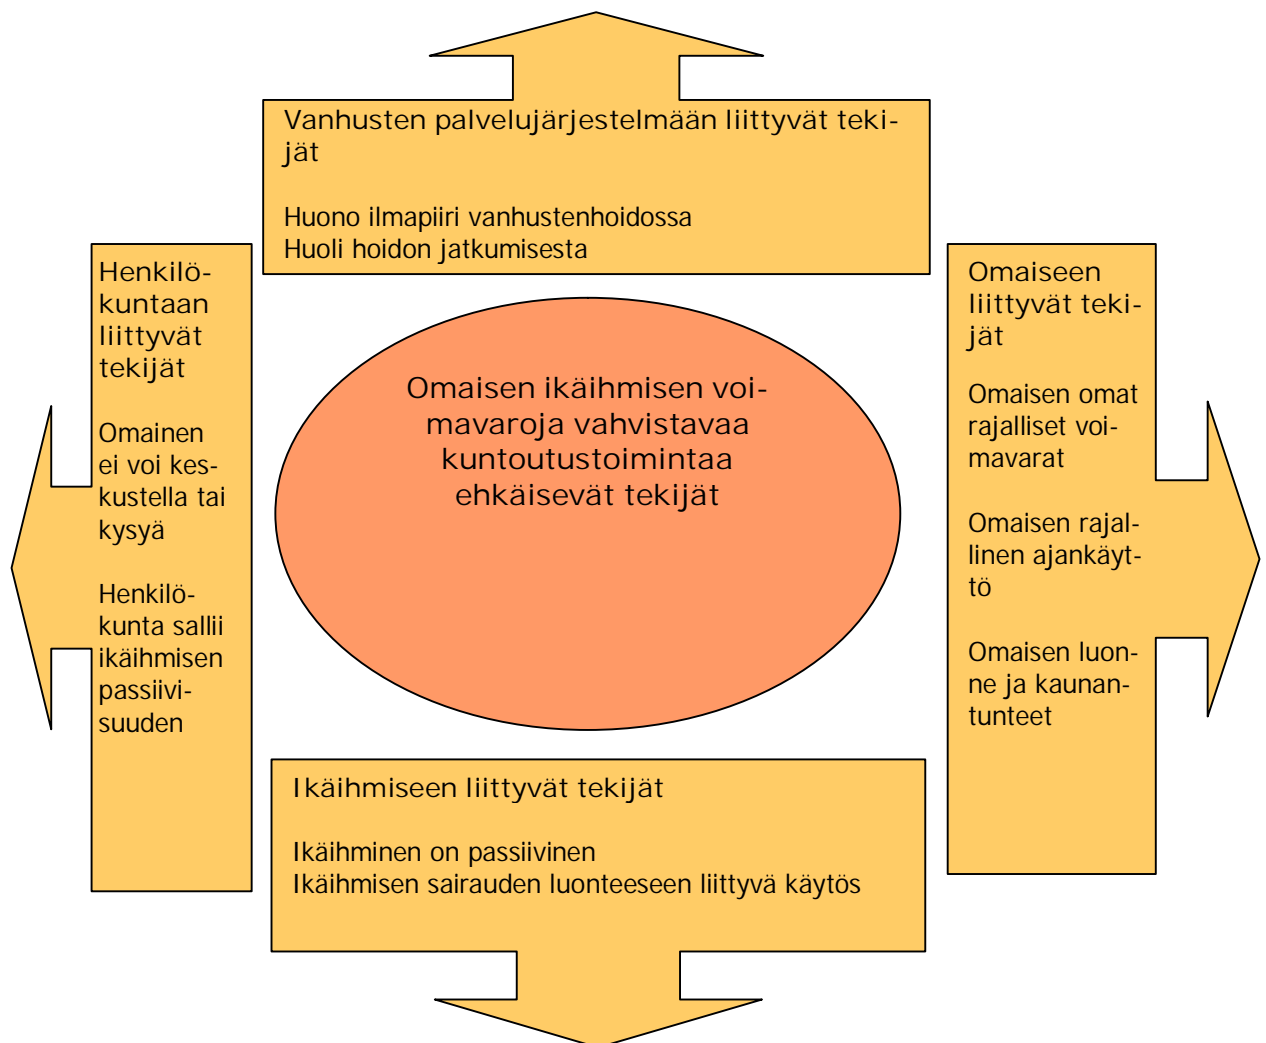 Vanhusten palvelujärjestelmään liittyvät teki-
jät
Huono ilmapiiri vanhustenhoidossa
Huoli hoidon jatkumisesta
Henkilö-
kuntaan
liittyvät
tekijät
Omainen
ei voi kes-
kustella tai
kysyä
Henkilö-
kunta sallii
ikäihmisen
passiivi-
suuden
Omaisen ikäihmisen voi-
mavaroja vahvistavaa
kuntoutustoimintaa
ehkäisevät tekijät
Omaiseen
liittyvät teki-
jät
Omaisen omat
rajalliset voi-
mavarat
Omaisen rajal-
linen ajankäyt-
tö
Omaisen luon-
ne ja kaunan-
tunteet
Ikäihmiseen liittyvät tekijät
Ikäihminen on passiivinen
Ikäihmisen sairauden luonteeseen liittyvä käytös